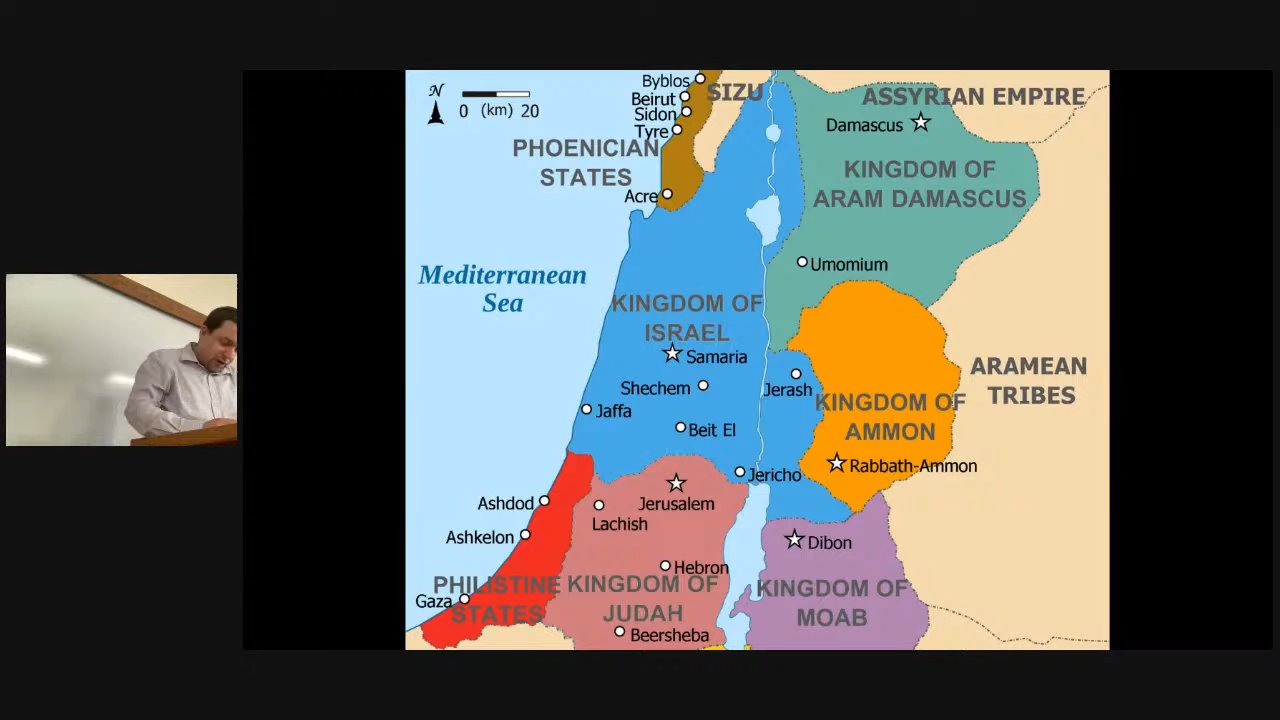 N
0 (km) 20
Byblos
Beirut
Sidon
Tyre
SIZU
ASSYRIAN EMPIRE
Damascus
PHOENICIAN
STATES
KINGDOM OF
ARAM DAMASCUS
Acre
Mediterranean
Sea
Umomium
KINGDOM OF
ISRAEL
Samaria
Shechem
Jerash
ARAMEAN
TRIBES
Jaffa
Beit El
KINGDOM OF
AMMON
Rabbath-Ammon
Jericho
Ashdod
Jerusalem
Lachish
Ashkelon
Dibon
Hebron
PHILISTINE
STATES
Gaza
KINGDOM OF
JUDAH
KINGDOM OF
MOAB
Beersheba